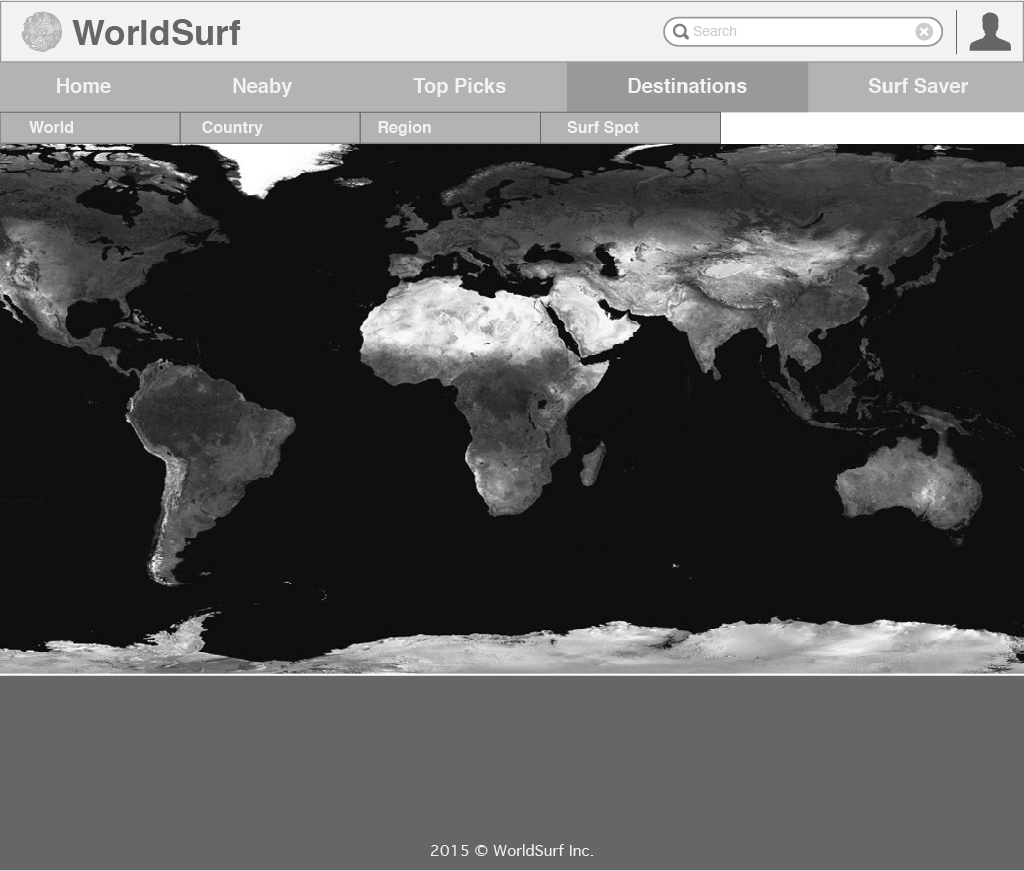 WorldSurf
Search
Home Neaby Top Picks Destinations Surf Saver
World Country Region Surf Spot
2015 © WorldSurf Inc.